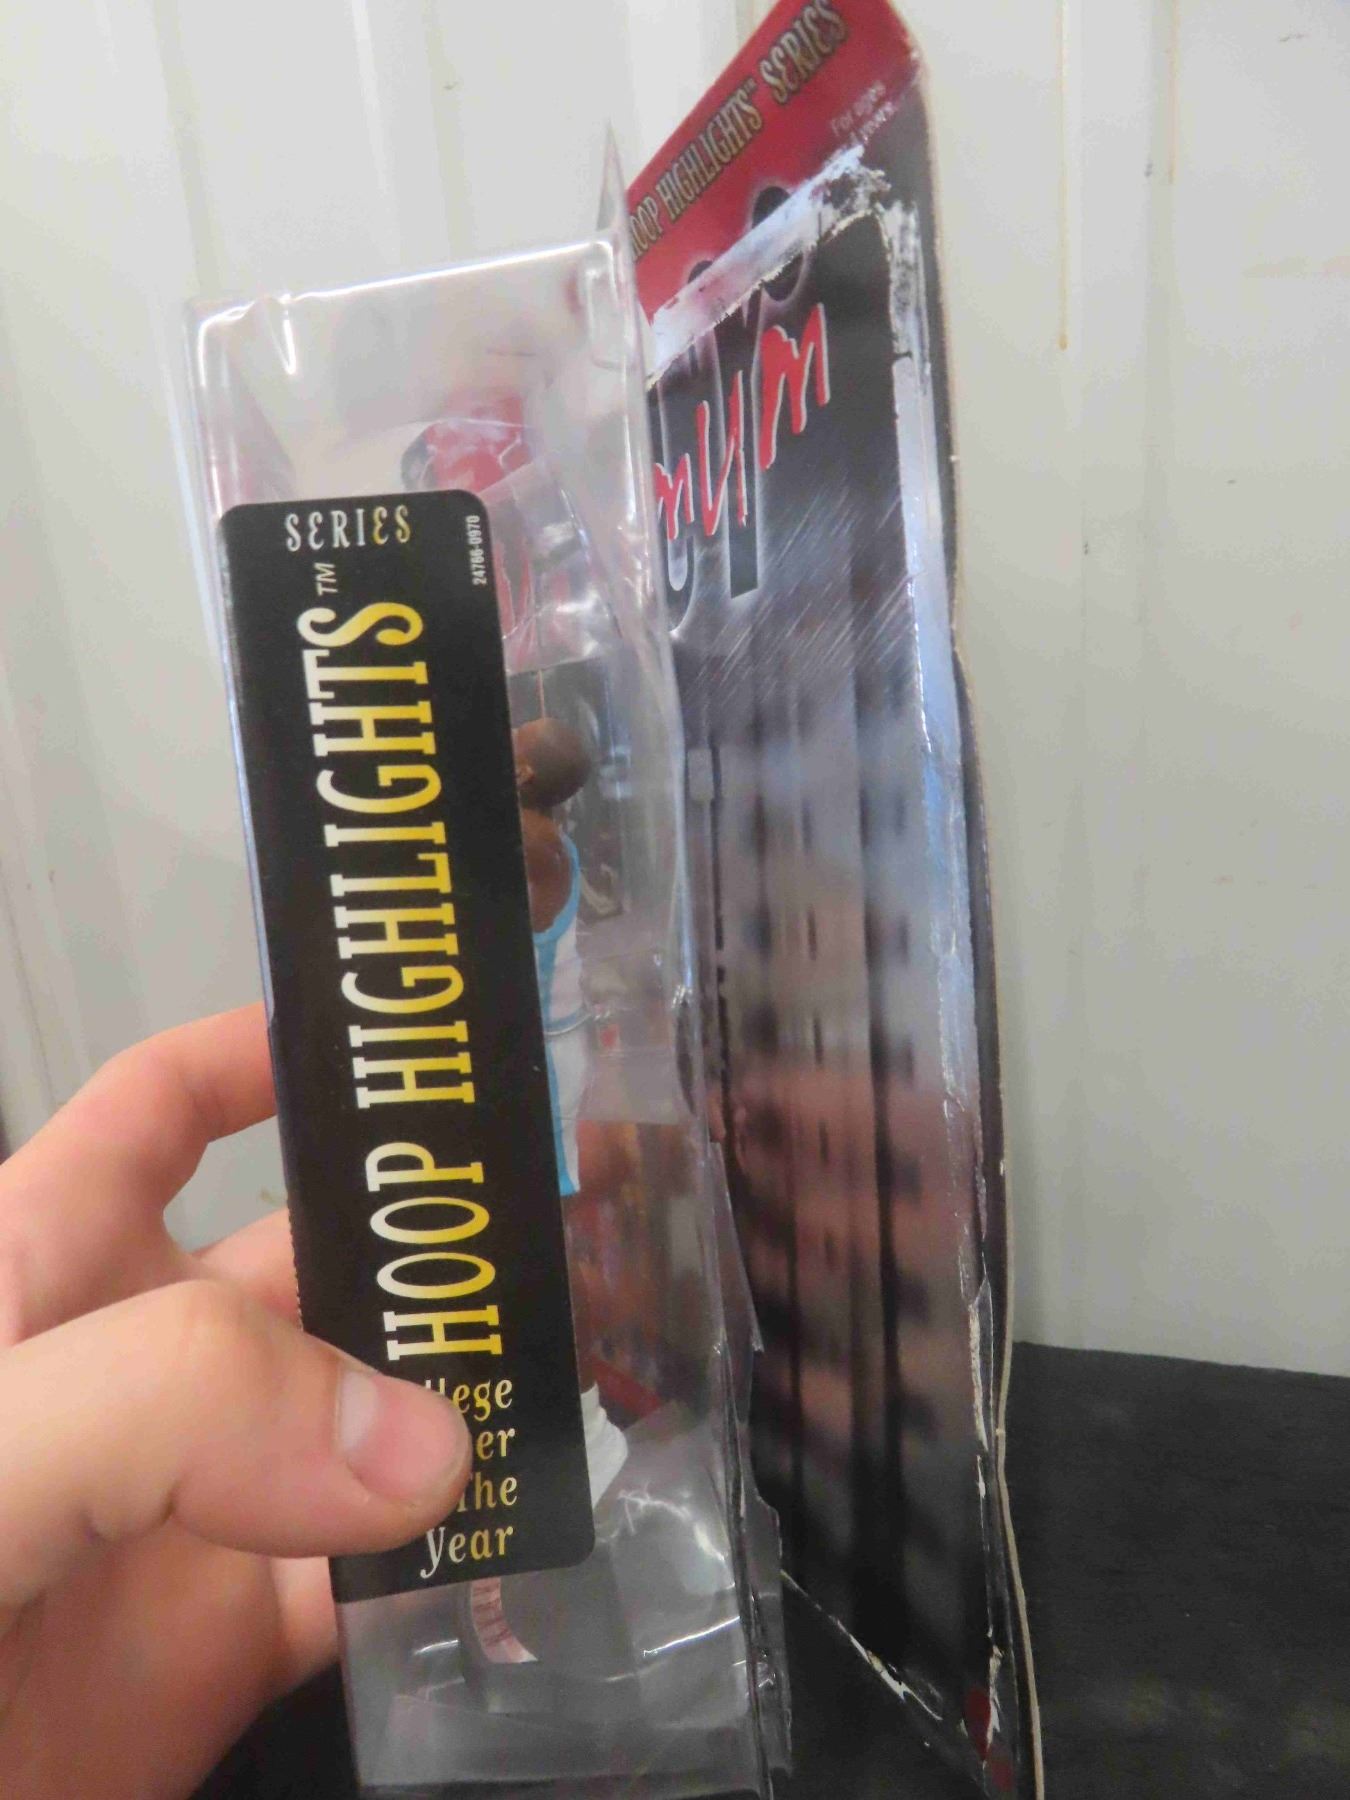 HOOP HIGHLIGHTS™ SERIES
For ages
SERIES
24766-0970
HOOP HIGHLIGHTS™
llege
er
The
Year